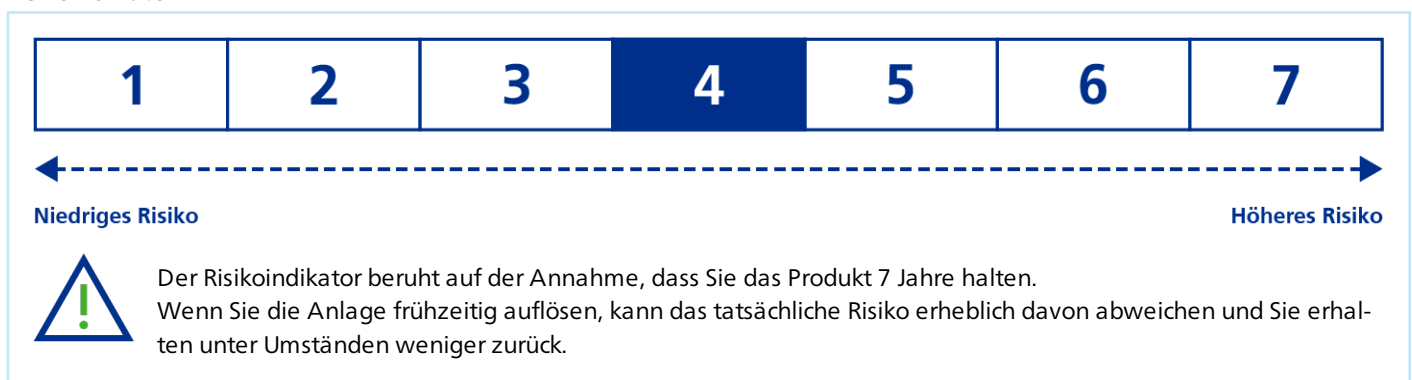 1 2 3 4 5 6 7
Niedriges Risiko Höheres Risiko
Der Risikoindikator beruht auf der Annahme, dass Sie das Produkt 7 Jahre halten.
Wenn Sie die Anlage frühzeitig auflösen, kann das tatsächliche Risiko erheblich davon abweichen und Sie erhal-
ten unter Umständen weniger zurück.